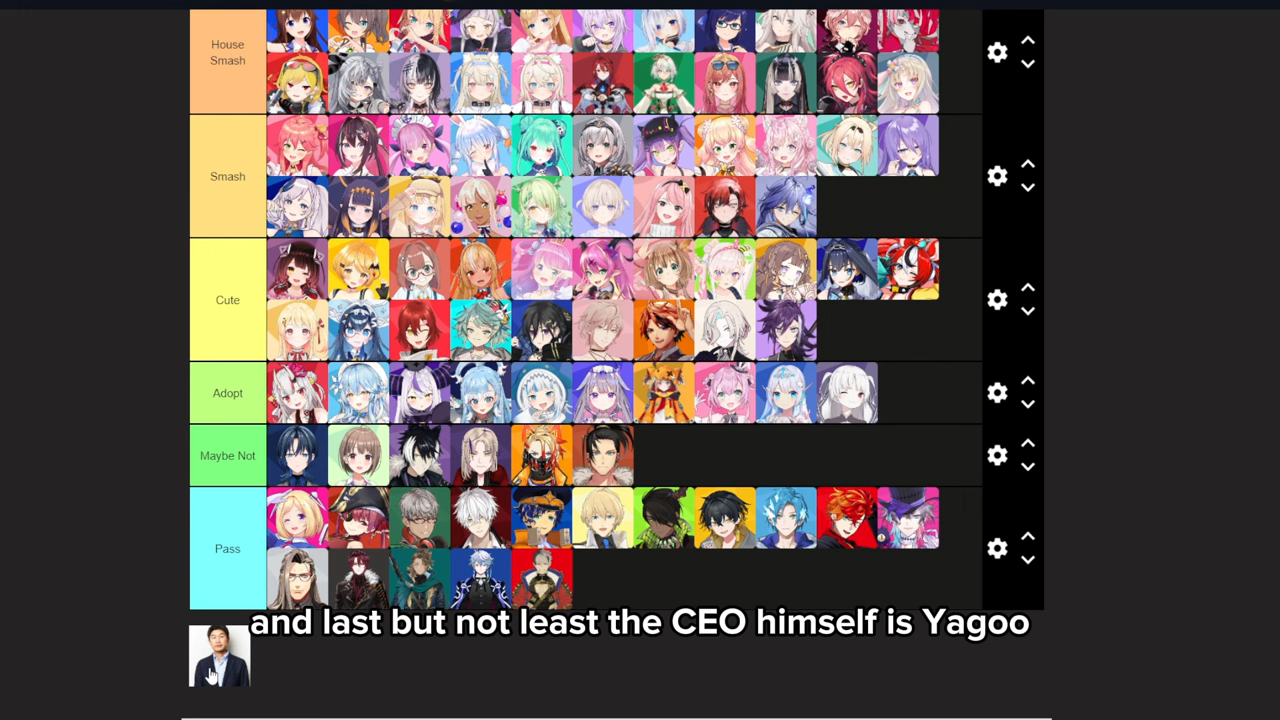 House
Smash
Smash
Cute
Adopt
Maybe Not
Pass
and last but not least the CEO himself is Yagoo